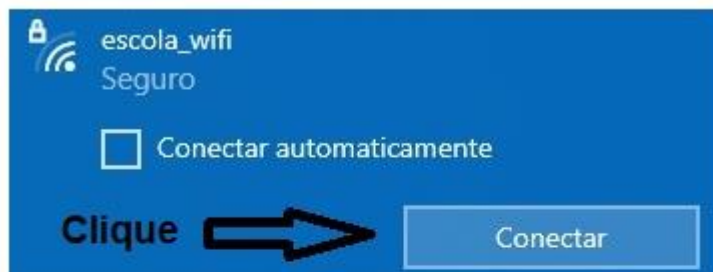 escola_wifi
Seguro
Conectar automaticamente
Clique Conectar